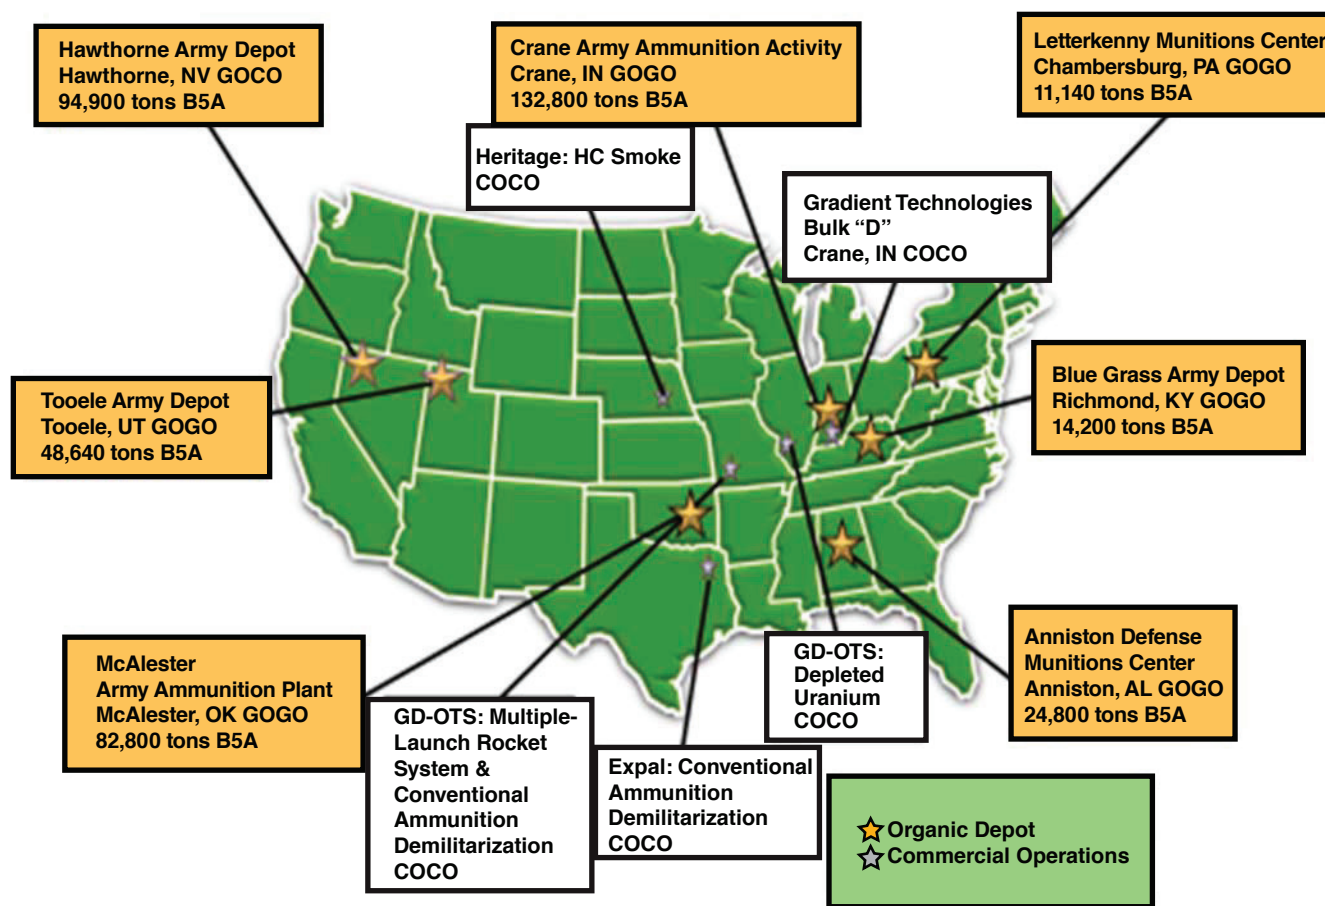 Hawthorne Army Depot
Hawthorne, NV GOCO
94,900 tons B5A
Crane Army Ammunition Activity
Crane, IN GOGO
132,800 tons B5A
Letterkenny Munitions Center
Chambersburg, PA GOGO
11,140 tons B5A
Heritage: HC Smoke
COCO
Gradient Technologies
Bulk “D”
Crane, IN COCO
Tooele Army Depot
Tooele, UT GOGO
48,640 tons B5A
Blue Grass Army Depot
Richmond, KY GOGO
14,200 tons B5A
McAlester
Army Ammunition Plant
McAlester, OK GOGO
82,800 tons B5A
GD-OTS: Multiple-
Launch Rocket
System &
Conventional
Ammunition
Demilitarization
COCO
Expal: Conventional
Ammunition
Demilitarization
COCO
GD-OTS:
Depleted
Uranium
COCO
Anniston Defense
Munitions Center
Anniston, AL GOGO
24,800 tons B5A
Organic Depot
Commercial Operations